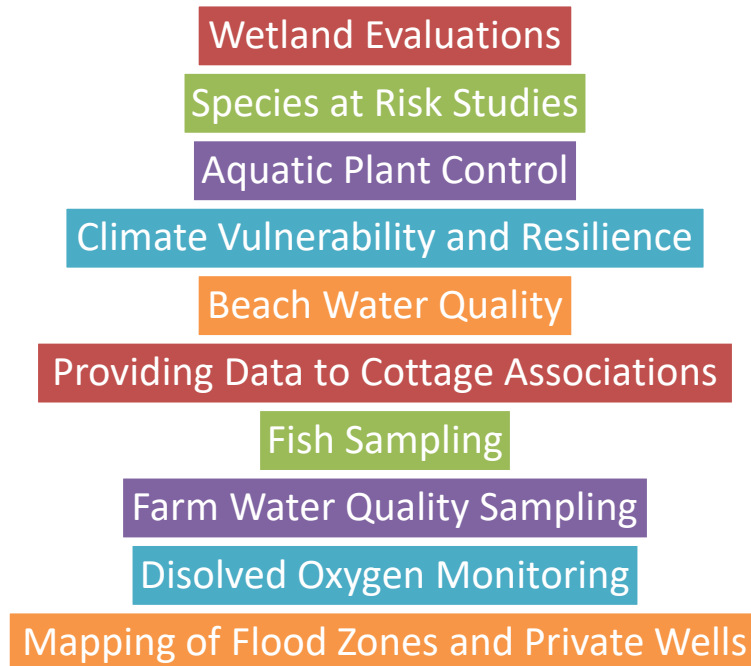 Wetland Evaluations
Species at Risk Studies
Aquatic Plant Control
Climate Vulnerability and Resilience
Beach Water Quality
Providing Data to Cottage Associations
Fish Sampling
Farm Water Quality Sampling
Disolved Oxygen Monitoring
Mapping of Flood Zones and Private Wells